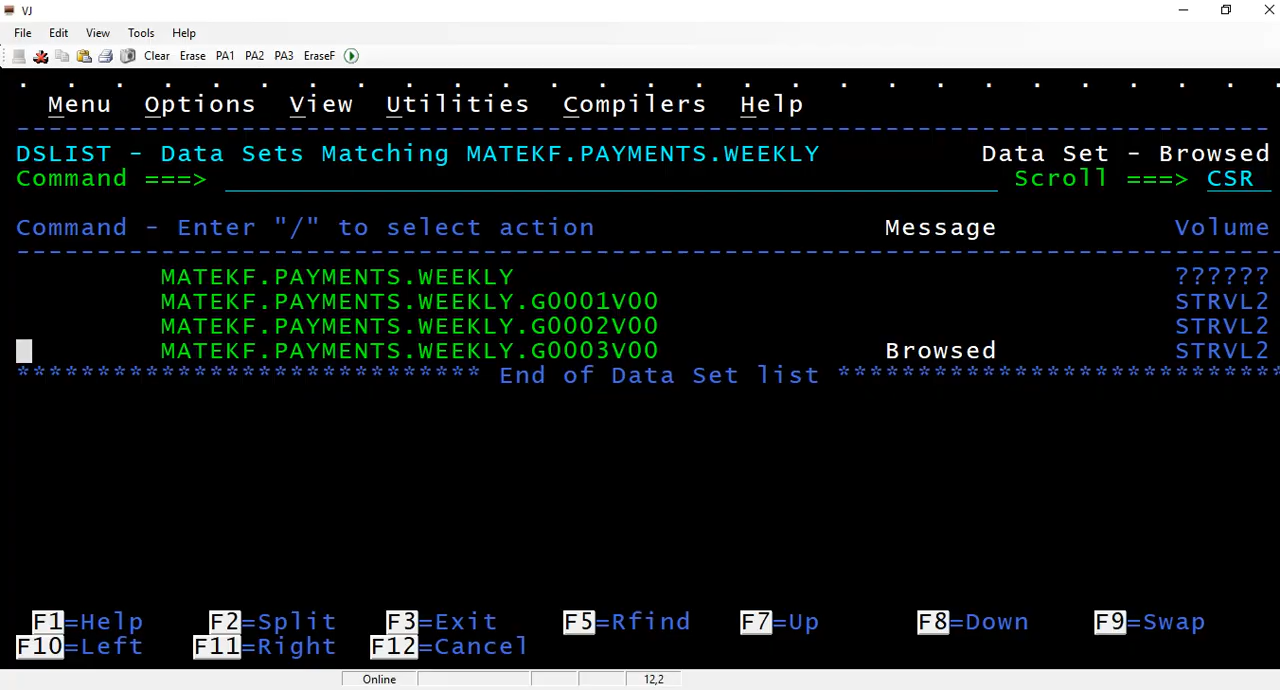 VJ
File Edit View Tools Help
Clear Erase PA1 PA2 PA3 EraseF
. . . . . . . . . . . . . . . . . . . . . . . . . . .
Menu Options View Utilities Compilers Help
-------------------------------------------------------------------------------
DSLIST - Data Sets Matching MATEKF.PAYMENTS.WEEKLY Data Set - Browsed
Command ===> Scroll ===> CSR
Command - Enter "/" to select action Message Volume
-------------------------------------------------------------------------------
MATEKF.PAYMENTS.WEEKLY ??????
MATEKF.PAYMENTS.WEEKLY.G0001V00 STRVL2
MATEKF.PAYMENTS.WEEKLY.G0002V00 STRVL2
MATEKF.PAYMENTS.WEEKLY.G0003V00 Browsed STRVL2
***************************** End of Data Set list ****************************
F1=Help F2=Split F3=Exit F5=Rfind F7=Up F8=Down F9=Swap
F10=Left F11=Right F12=Cancel
Online 12,2